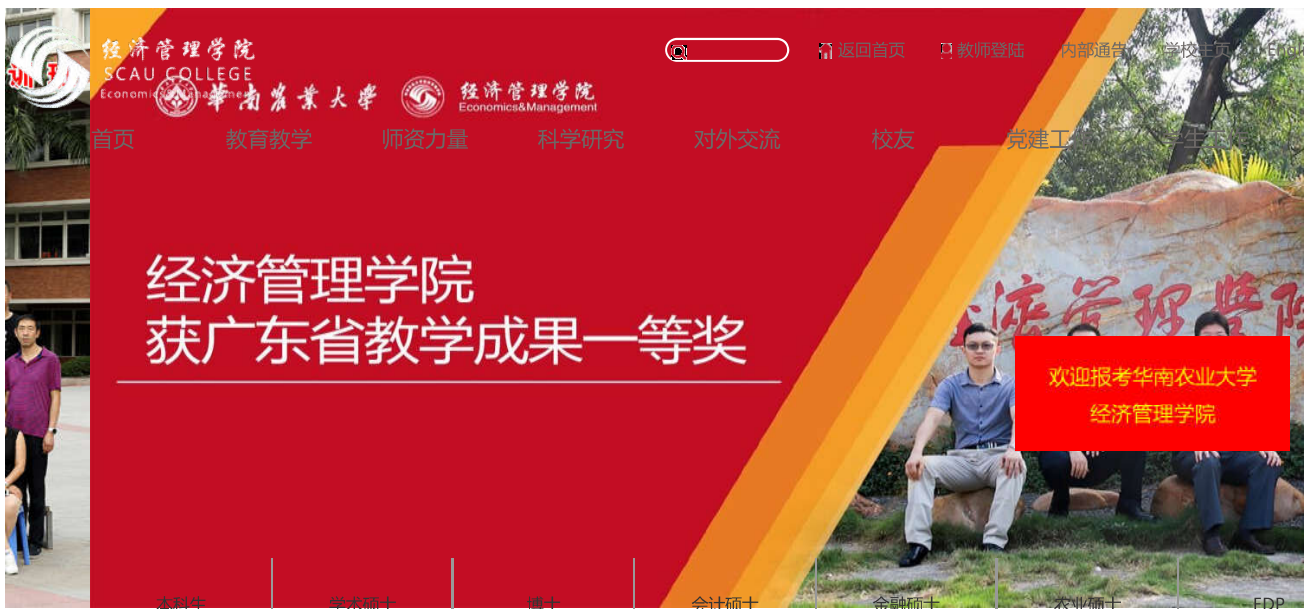 经济管理学院
SCAU COLLEGE
返回首页
教师登陆
内部通告
学校主页
华南农业大学
经济管理学院
Economics&Management
首页
教育教学
师资力量
科学研究
对外交流
校友
党建工
经济管理学院
获广东省教学成果一等奖
欢迎报考华南农业大学
经济管理学院
本科生
学术硕士
博士
会计硕士
金融硕士
农业硕士
EDP